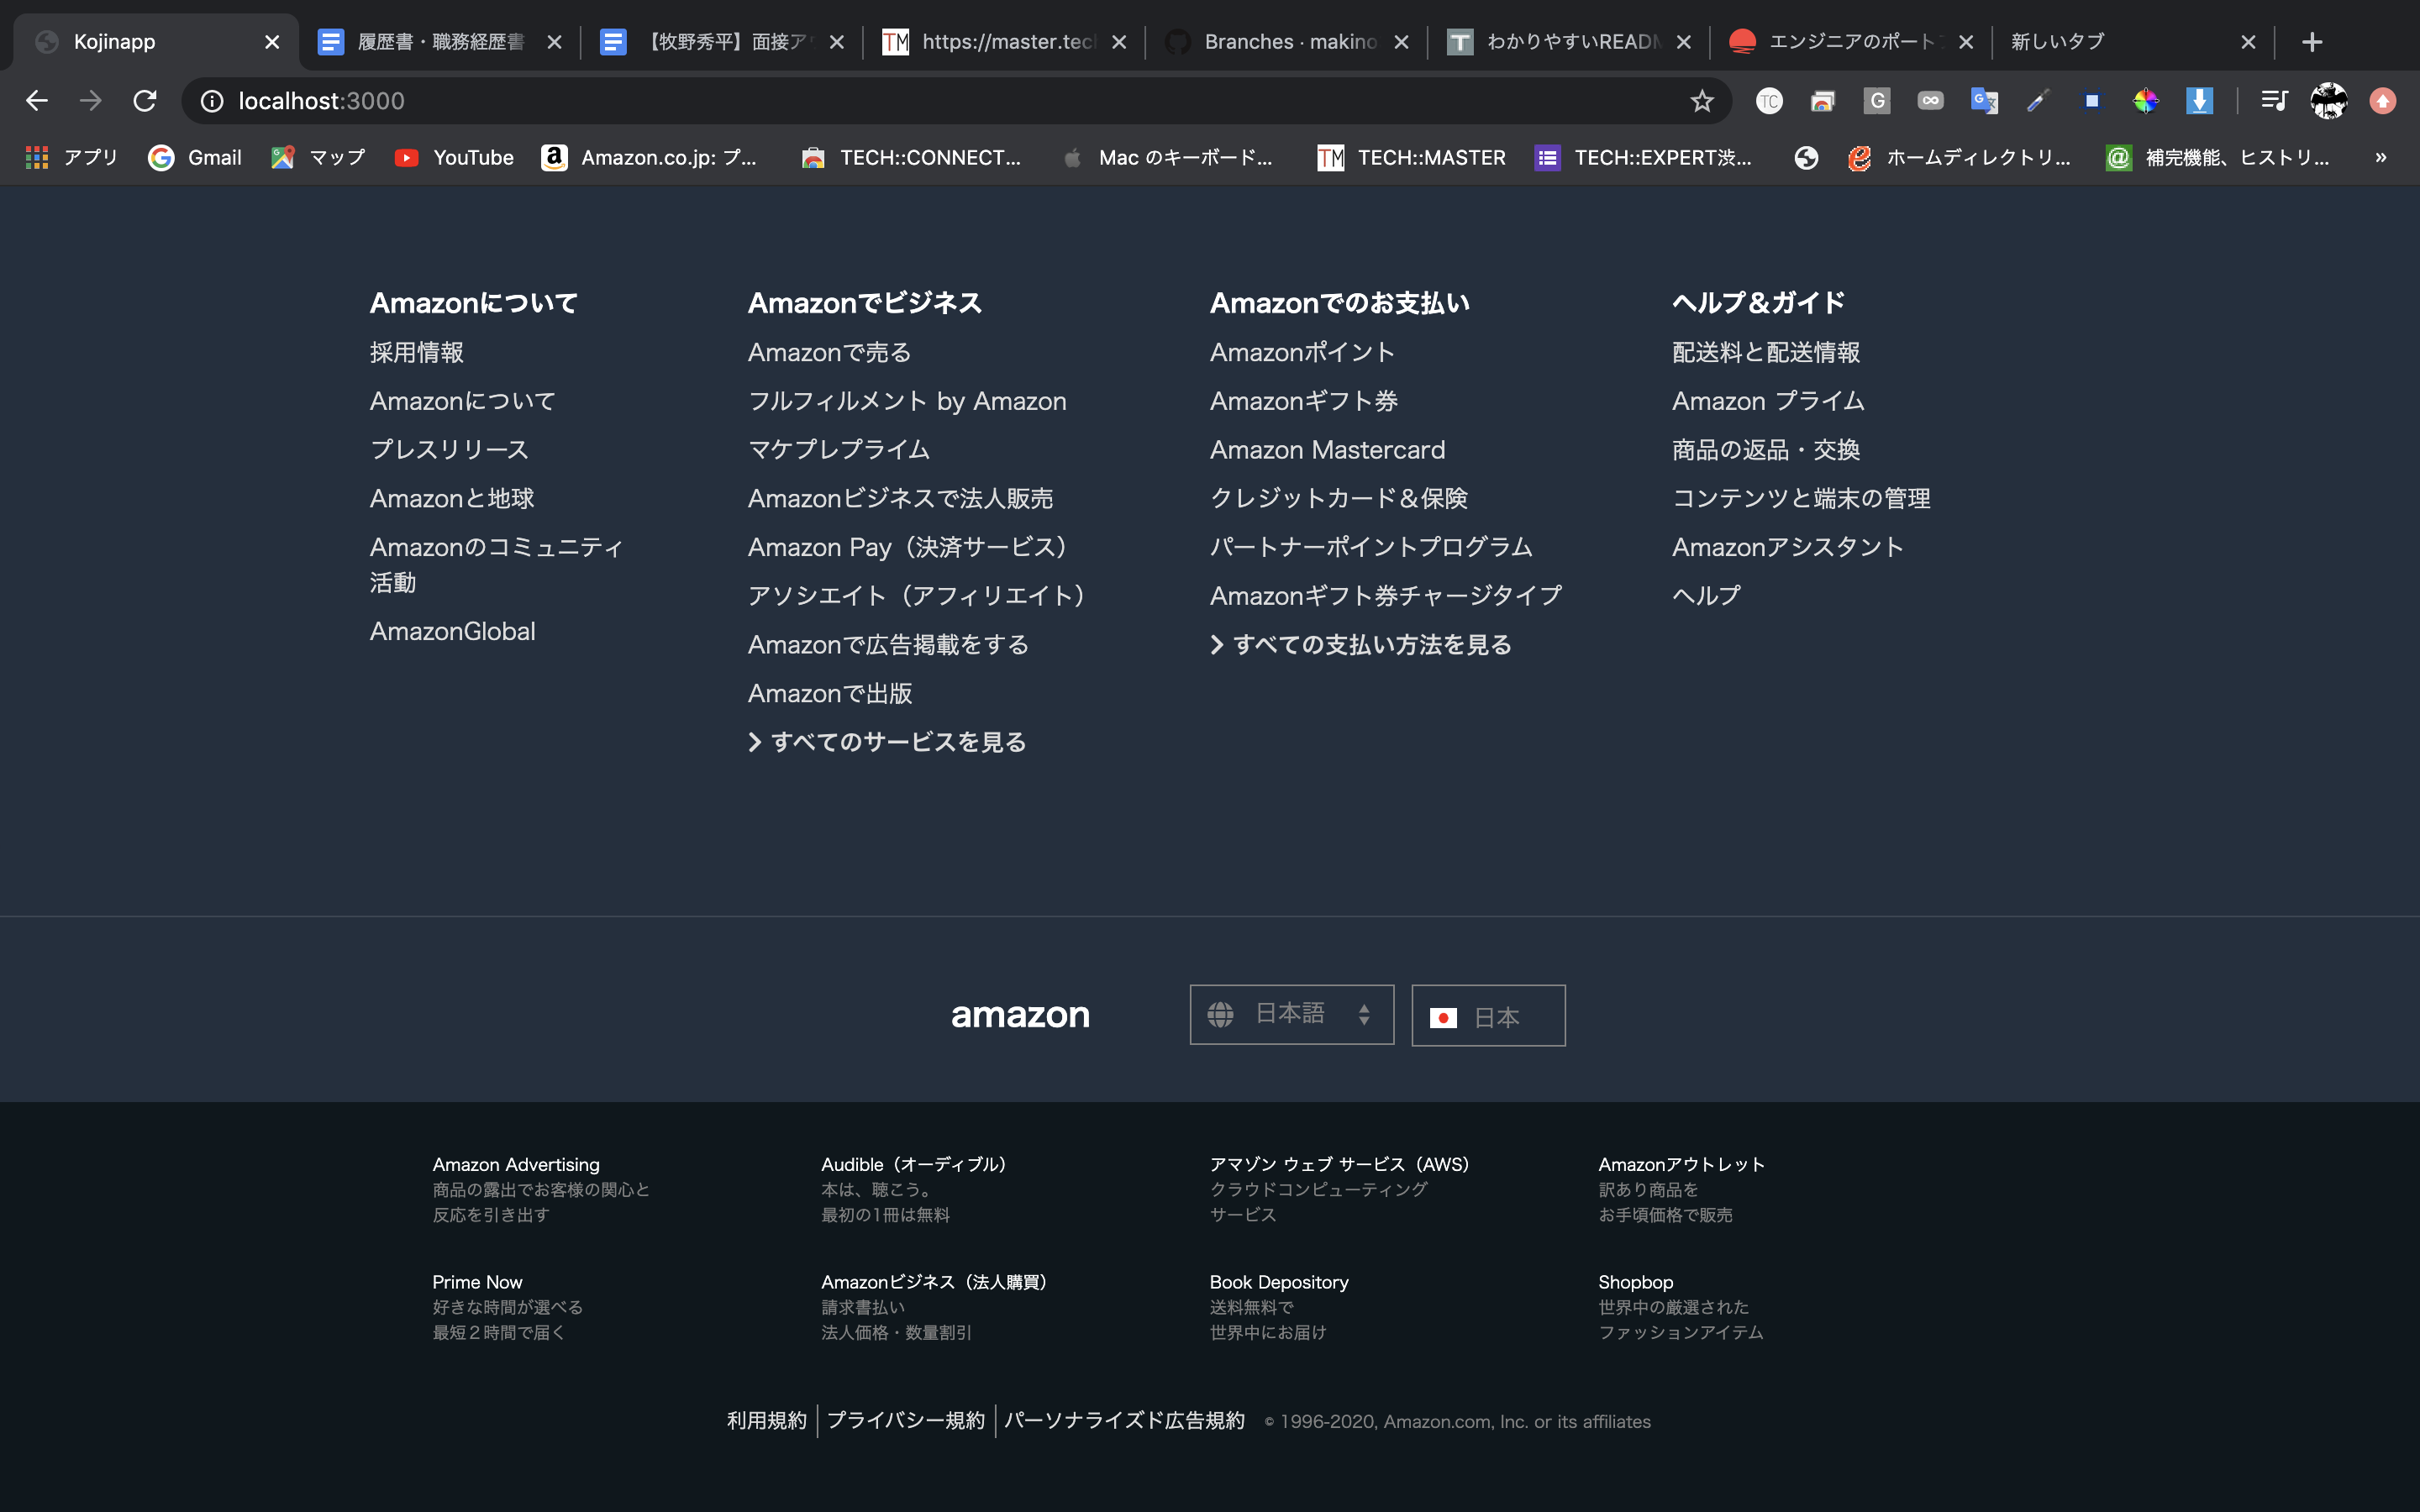 Kojinapp
履歴書・職務経歴書
【牧野秀平】面接ア
https://master.tec
Branches · makino
わかりやすいREAD
エンジニアのポート
新しいタブ
localhost:3000
アプリ
Gmail
マップ
YouTube
Amazon.co.jp: プ...
TECH::CONNECT...
Mac のキーボード...
TM
TECH::MASTER
TECH::EXPERT渋...
ホームディレクトリ...
補完機能、ヒストリ...
»
Amazonについて
採用情報
Amazonについて
プレスリリース
Amazonと地球
Amazonのコミュニティ
活動
AmazonGlobal
Amazonでビジネス
Amazonで売る
フルフィルメント by Amazon
マケプレプライム
Amazonビジネスで法人販売
Amazon Pay（決済サービス）
アソシエイト（アフィリエイト）
Amazonで広告掲載をする
Amazonで出版
すべてのサービスを見る
Amazonでのお支払い
Amazonポイント
Amazonギフト券
Amazon Mastercard
クレジットカード＆保険
パートナーポイントプログラム
Amazonギフト券チャージタイプ
すべての支払い方法を見る
ヘルプ＆ガイド
配送料と配送情報
Amazon プライム
商品の返品・交換
コンテンツと端末の管理
Amazonアシスタント
ヘルプ
amazon
日本語
日本
Amazon Advertising
商品の露出でお客様の関心と
反応を引き出す
Audible（オーディブル）
本は、聴こう。
最初の1冊は無料
アマゾン ウェブ サービス（AWS）
クラウドコンピューティング
サービス
Amazonアウトレット
訳あり商品を
お手頃価格で販売
Prime Now
好きな時間が選べる
最短２時間で届く
Amazonビジネス（法人購買）
請求書払い
法人価格・数量割引
Book Depository
送料無料で
世界中にお届け
Shopbop
世界中の厳選された
ファッションアイテム
利用規約 プライバシー規約 パーソナライズド広告規約 © 1996-2020, Amazon.com, Inc. or its affiliates